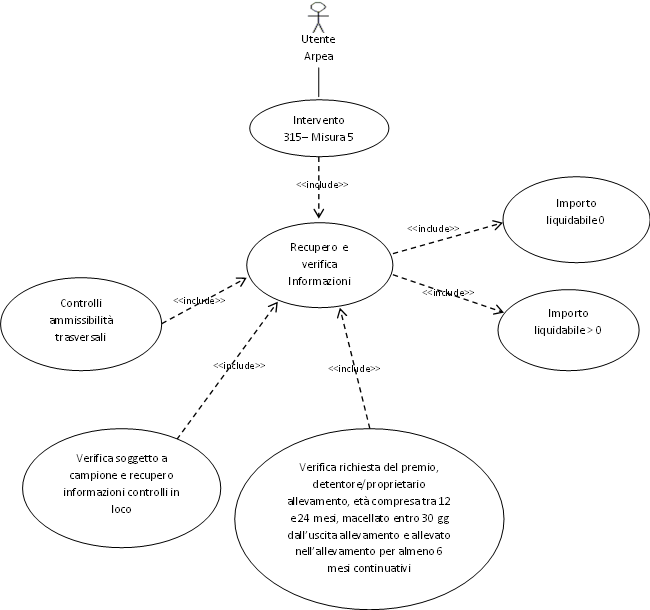 Utente
Arpea
Intervento
315– Misura 5
<<include>>
Importo
liquidabile 0
<<include>>
Recupero e
verifica
Informazioni
<<include>>
Controlli
ammissibilità
trasversali
<<include>>
Importo
liquidabile > 0
<<include>>
<<include>>
Verifica soggetto a
campione e recupero
informazioni controlli in
loco
Verifica richiesta del premio,
detentore/proprietario
allevamento, età compresa tra 12
e 24 mesi, macellato entro 30 gg
dall'uscita allevamento e allevato
nell'allevamento per almeno 6
mesi continuativi